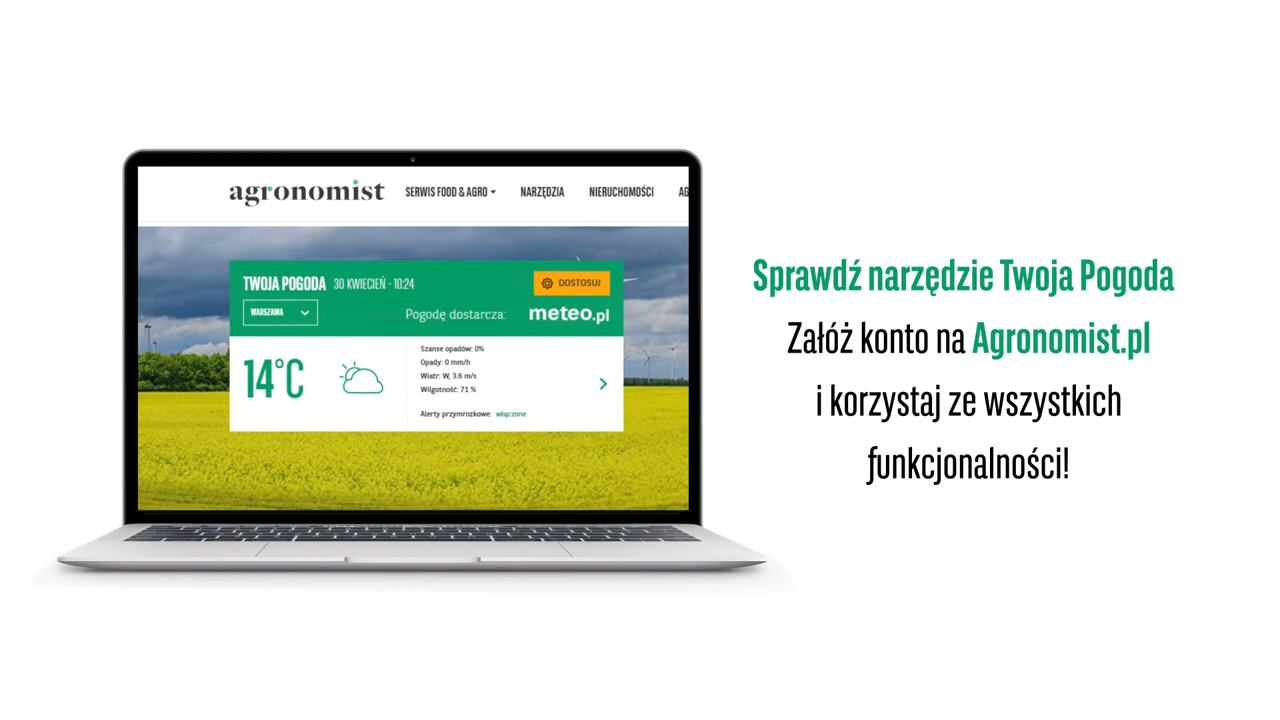 agronomist
SERWIS FOOD & AGRO NARZĘDZIA NIERUCHOMOŚCI AG
TWOJA POGODA 30 KWIECIEŃ - 10:24
DOSTOSUJ
WARSZAWA
Pogodę dostarcza: meteo.pl
14°C
Szanse opadów: 0%
Opady: 0 mm/h
Wiatr: W, 3.6 m/s
Wilgotność: 71 %
Alerty przymrozkowe: włączone
Sprawdź narzędzie Twoja Pogoda
Załóż konto na Agronomist.pl
i korzystaj ze wszystkich
funkcjonalności!